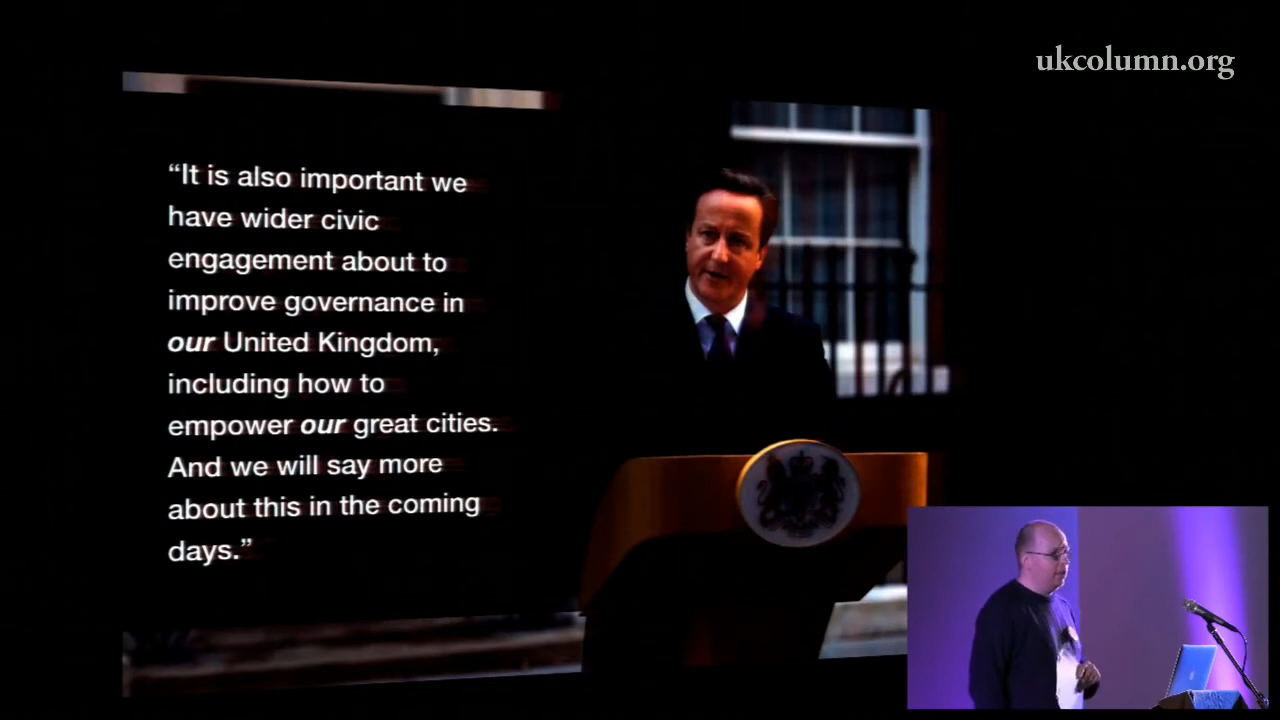 ukcolumn.org
“It is also important we
have wider civic
engagement about to
improve governance in
our United Kingdom,
including how to
empower our great cities.
And we will say more
about this in the coming
days.”